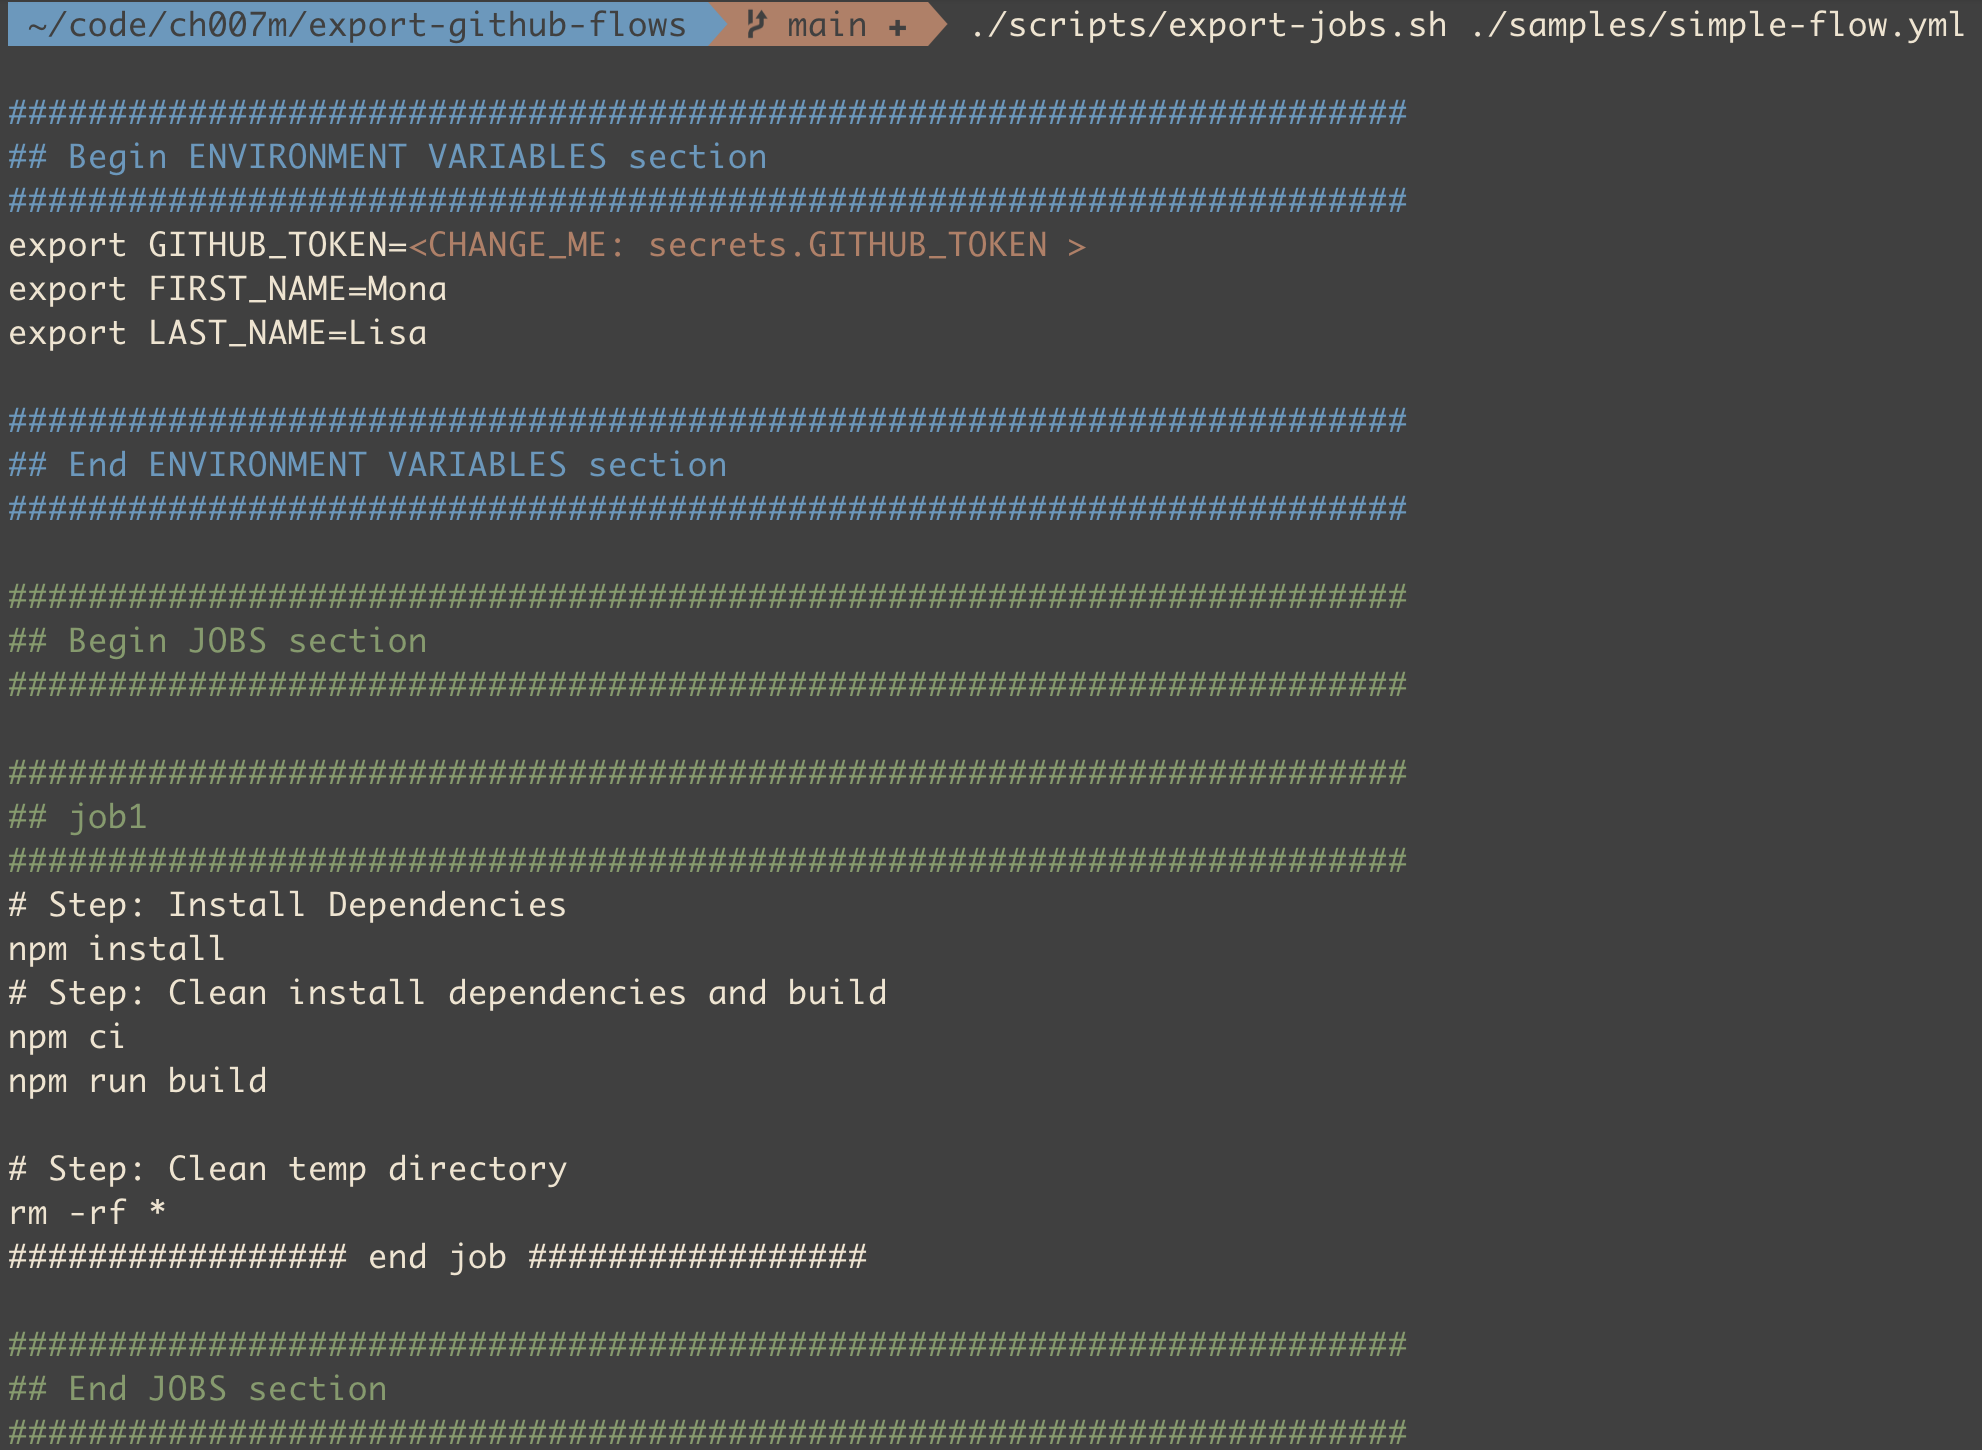 ~/code/ch007m/export-github-flows main + ./scripts/export-jobs.sh ./samples/simple-flow.yml
######################################################################
## Begin ENVIRONMENT VARIABLES section
######################################################################
export GITHUB_TOKEN=<CHANGE_ME: secrets.GITHUB_TOKEN >
export FIRST_NAME=Mona
export LAST_NAME=Lisa
######################################################################
## End ENVIRONMENT VARIABLES section
######################################################################
######################################################################
## Begin JOBS section
######################################################################
######################################################################
## job1
######################################################################
# Step: Install Dependencies
npm install
# Step: Clean install dependencies and build
npm ci
npm run build
# Step: Clean temp directory
rm -rf *
################# end job #################
######################################################################
## End JOBS section
######################################################################